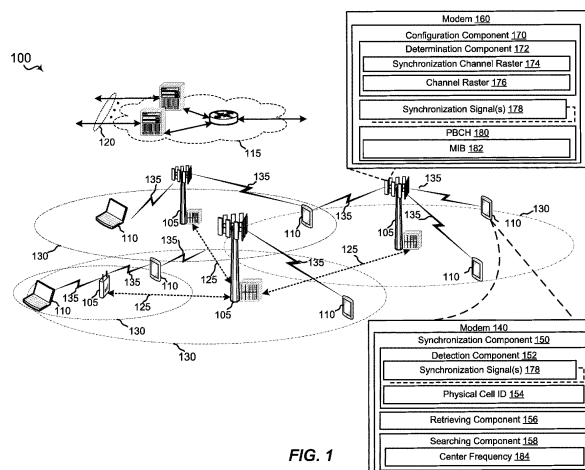 Modem 160
Configuration Component 170
Determination Component 172
Synchronization Channel Raster 174
Channel Raster 176
Synchronization Signal(s) 178
PBCH 180
MIB 182
100
120
115
135
135
135
105
135
110
110
105
135
110
130
130
135
110
125
135
110
125
130
135
135
105
110
125
105
110
130
130
Modem 140
Synchronization Component 150
Detection Component 152
Synchronization Signal(s) 178
Physical Cell ID 154
Retrieving Component 156
Searching Component 158
Center Frequency 184
FIG. 1